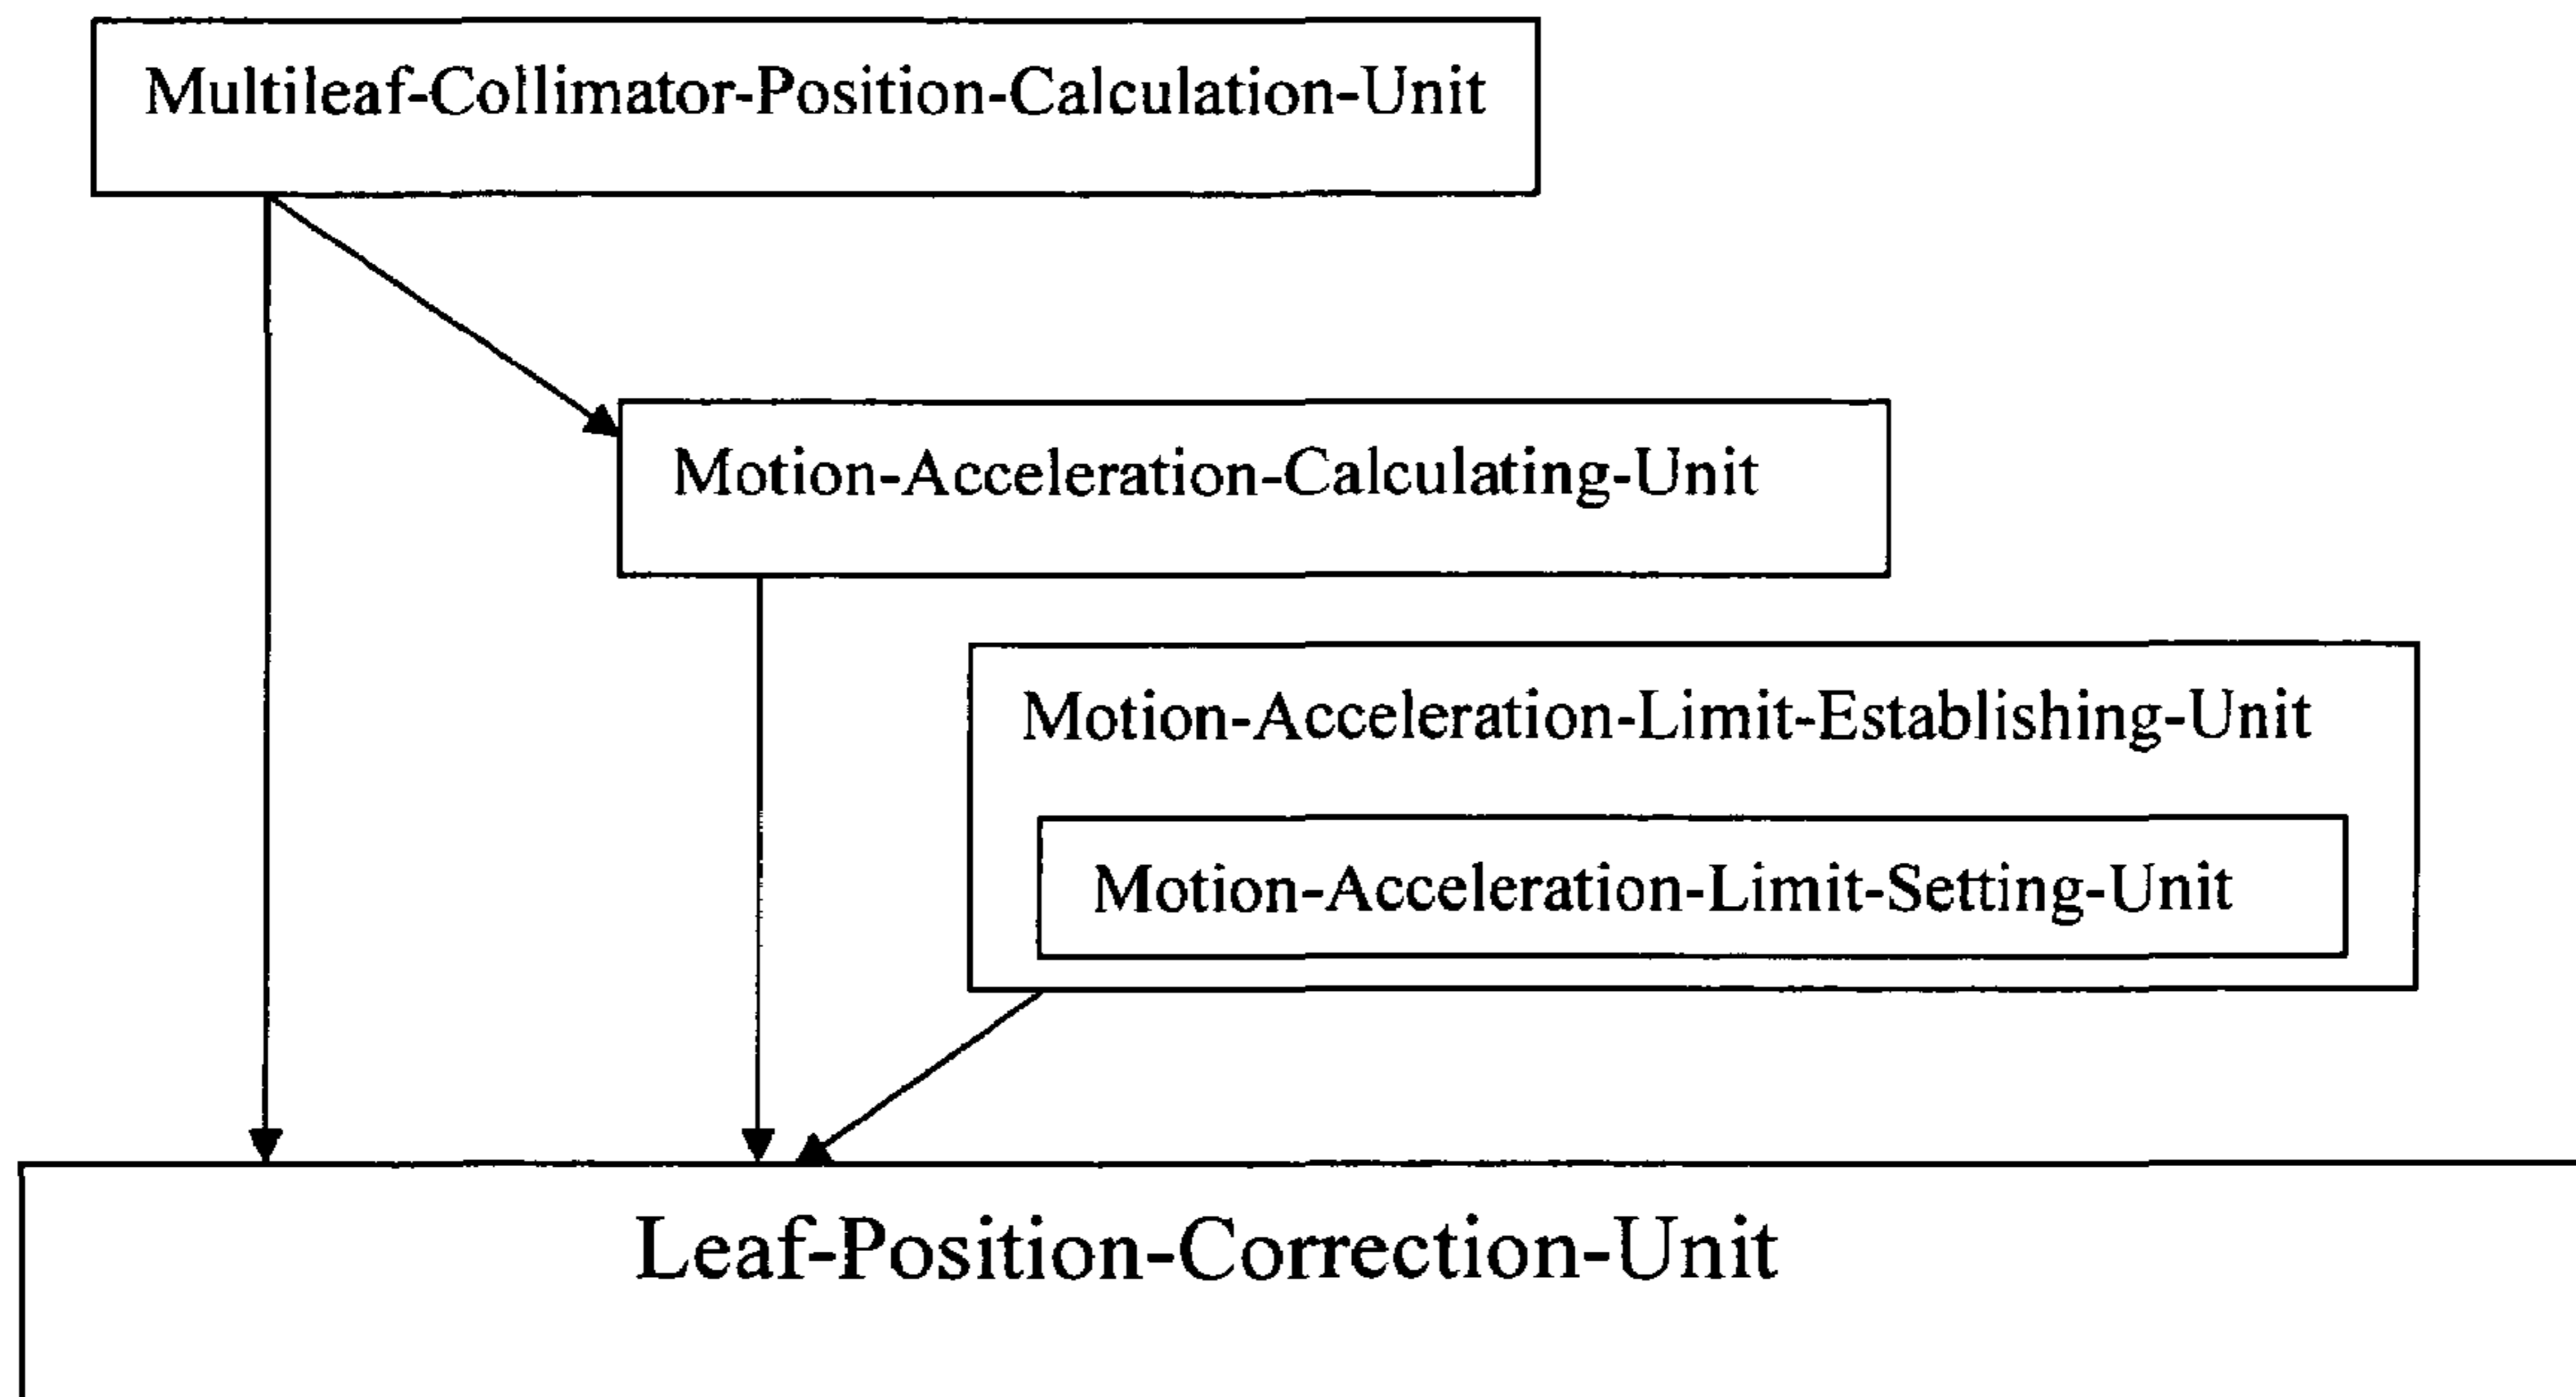 Multileaf-Collimator-Position-Calculation-Unit
Motion-Acceleration-Calculating-Unit
Motion-Acceleration-Limit-Establishing-Unit
Motion-Acceleration-Limit-Setting-Unit
Leaf-Position-Correction-Unit